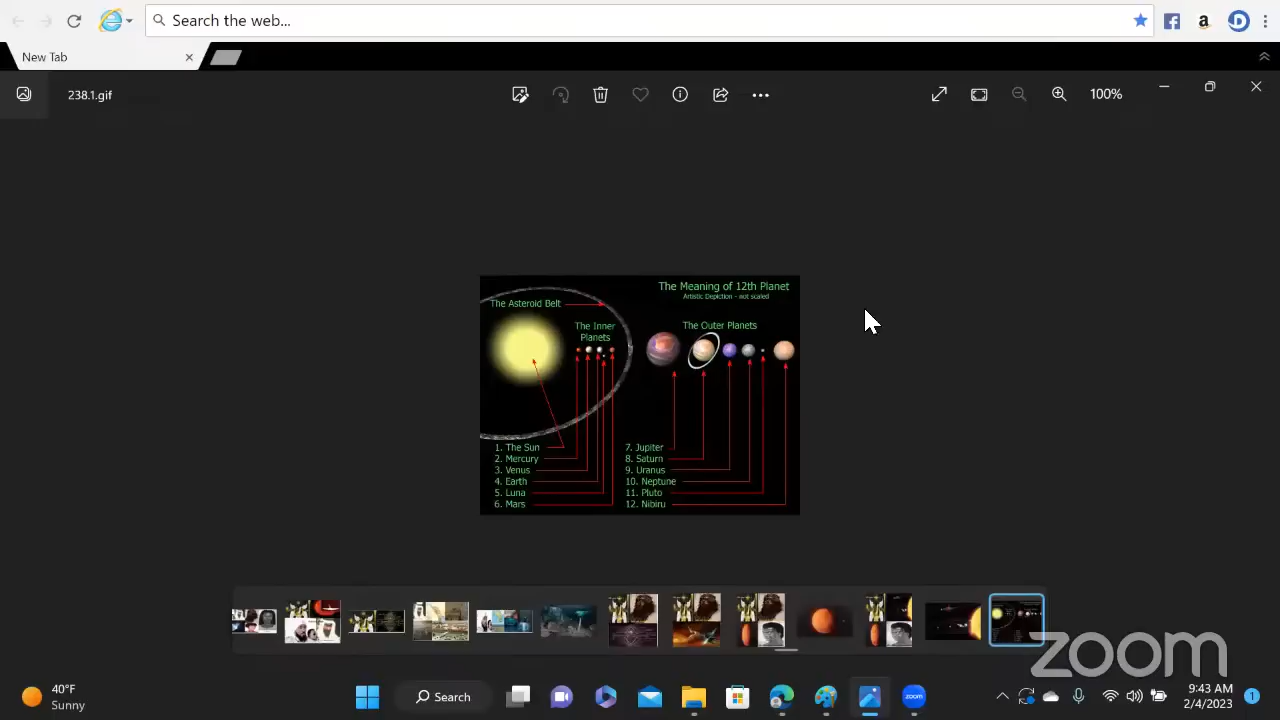 Search the web...
New Tab
238.1.gif
100%
The Meaning of 12th Planet
Artistic Depiction - not scaled
The Asteroid Belt
The Inner
Planets
The Outer Planets
1. The Sun
2. Mercury
3. Venus
4. Earth
5. Luna
6. Mars
7. Jupiter
8. Saturn
9. Uranus
10. Neptune
11. Pluto
12. Nibiru
zoom
40°F
Sunny
Search
zoom
9:43 AM
2/4/2023
1